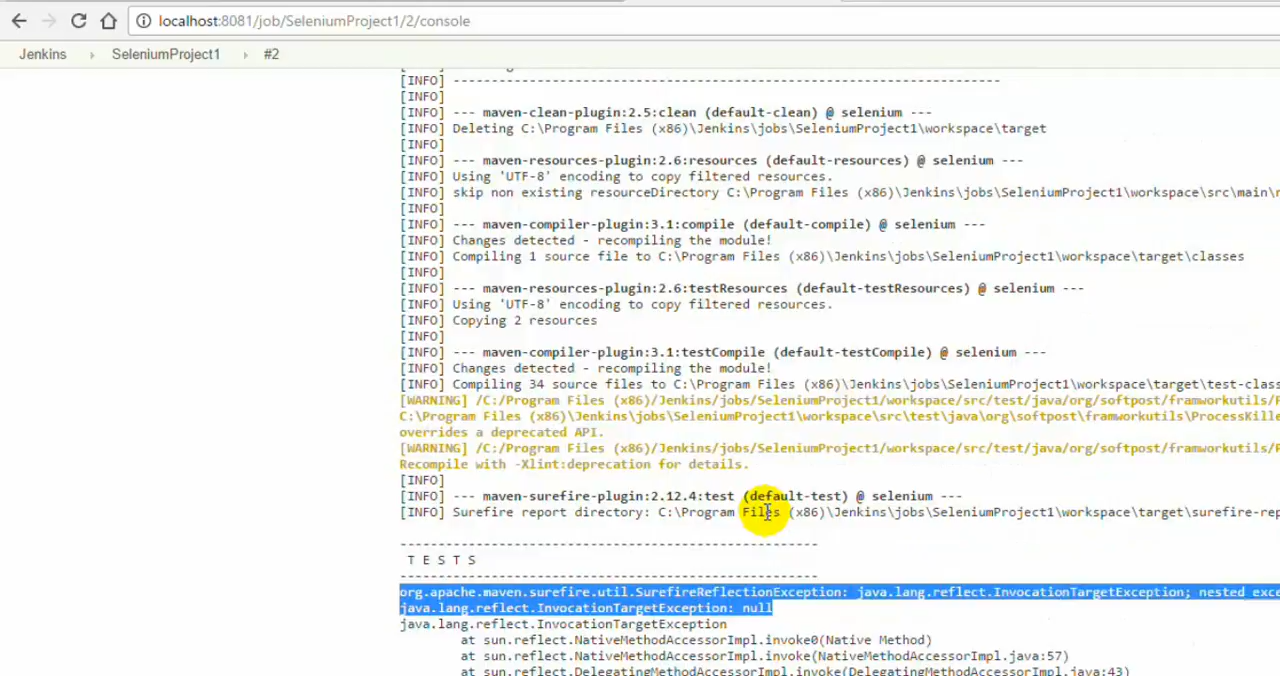 localhost:8081/job/SeleniumProject1/2/console
Jenkins SeleniumProject1 #2
[INFO] ------------------------------------------------------------------------
[INFO]
[INFO] --- maven-clean-plugin:2.5:clean (default-clean) @ selenium ---
[INFO] Deleting C:\Program Files (x86)\Jenkins\jobs\SeleniumProject1\workspace\target
[INFO]
[INFO] --- maven-resources-plugin:2.6:resources (default-resources) @ selenium ---
[INFO] Using 'UTF-8' encoding to copy filtered resources.
[INFO] skip non existing resourceDirectory C:\Program Files (x86)\Jenkins\jobs\SeleniumProject1\workspace\src\main\
[INFO]
[INFO] --- maven-compiler-plugin:3.1:compile (default-compile) @ selenium ---
[INFO] Changes detected - recompiling the module!
[INFO] Compiling 1 source file to C:\Program Files (x86)\Jenkins\jobs\SeleniumProject1\workspace\target\classes
[INFO]
[INFO] --- maven-resources-plugin:2.6:testResources (default-testResources) @ selenium ---
[INFO] Using 'UTF-8' encoding to copy filtered resources.
[INFO] Copying 2 resources
[INFO]
[INFO] --- maven-compiler-plugin:3.1:testCompile (default-testCompile) @ selenium ---
[INFO] Changes detected - recompiling the module!
[INFO] Compiling 34 source files to C:\Program Files (x86)\Jenkins\jobs\SeleniumProject1\workspace\target\test-clas
[WARNING] /C:/Program Files (x86)/Jenkins/jobs/SeleniumProject1/workspace/src/test/java/org/softpost/framworkutils/
C:\Program Files (x86)\Jenkins\jobs\SeleniumProject1\workspace\src\test\java\org\softpost\framworkutils\ProcessKille
overrides a deprecated API.
[WARNING] /C:/Program Files (x86)/Jenkins/jobs/SeleniumProject1/workspace/src/test/java/org/softpost/framworkutils/
Recompile with -Xlint:deprecation for details.
[INFO]
[INFO] --- maven-surefire-plugin:2.12.4:test (default-test) @ selenium ---
[INFO] Surefire report directory: C:\Program Files (x86)\Jenkins\jobs\SeleniumProject1\workspace\target\surefire-rep
-------------------------------------------------------
T E S T S
-------------------------------------------------------
org.apache.maven.surefire.util.SurefireReflectionException: java.lang.reflect.InvocationTargetException; nested exce
java.lang.reflect.InvocationTargetException: null
java.lang.reflect.InvocationTargetException
at sun.reflect.NativeMethodAccessorImpl.invoke0(Native Method)
at sun.reflect.NativeMethodAccessorImpl.invoke(NativeMethodAccessorImpl.java:57)
at sun.reflect.DelegatingMethodAccessorImpl.invoke(DelegatingMethodAccessorImpl.java:43)